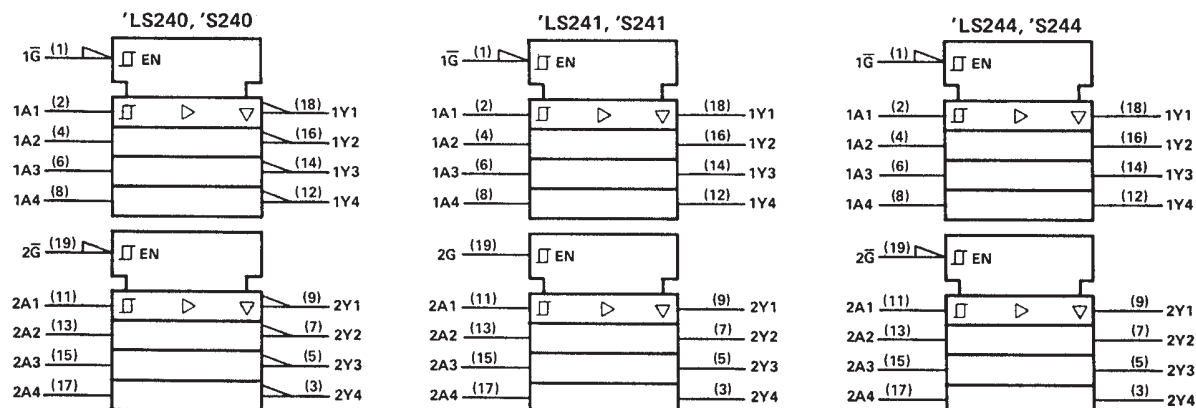 'LS240, 'S240
1G̅ (1)
EN
1A1 (2) (18) 1Y1
1A2 (4) (16) 1Y2
1A3 (6) (14) 1Y3
1A4 (8) (12) 1Y4
2G̅ (19)
EN
2A1 (11) (9) 2Y1
2A2 (13) (7) 2Y2
2A3 (15) (5) 2Y3
2A4 (17) (3) 2Y4
'LS241, 'S241
1G̅ (1)
EN
1A1 (2) (18) 1Y1
1A2 (4) (16) 1Y2
1A3 (6) (14) 1Y3
1A4 (8) (12) 1Y4
2G (19)
EN
2A1 (11) (9) 2Y1
2A2 (13) (7) 2Y2
2A3 (15) (5) 2Y3
2A4 (17) (3) 2Y4
'LS244, 'S244
1G̅ (1)
EN
1A1 (2) (18) 1Y1
1A2 (4) (16) 1Y2
1A3 (6) (14) 1Y3
1A4 (8) (12) 1Y4
2G̅ (19)
EN
2A1 (11) (9) 2Y1
2A2 (13) (7) 2Y2
2A3 (15) (5) 2Y3
2A4 (17) (3) 2Y4